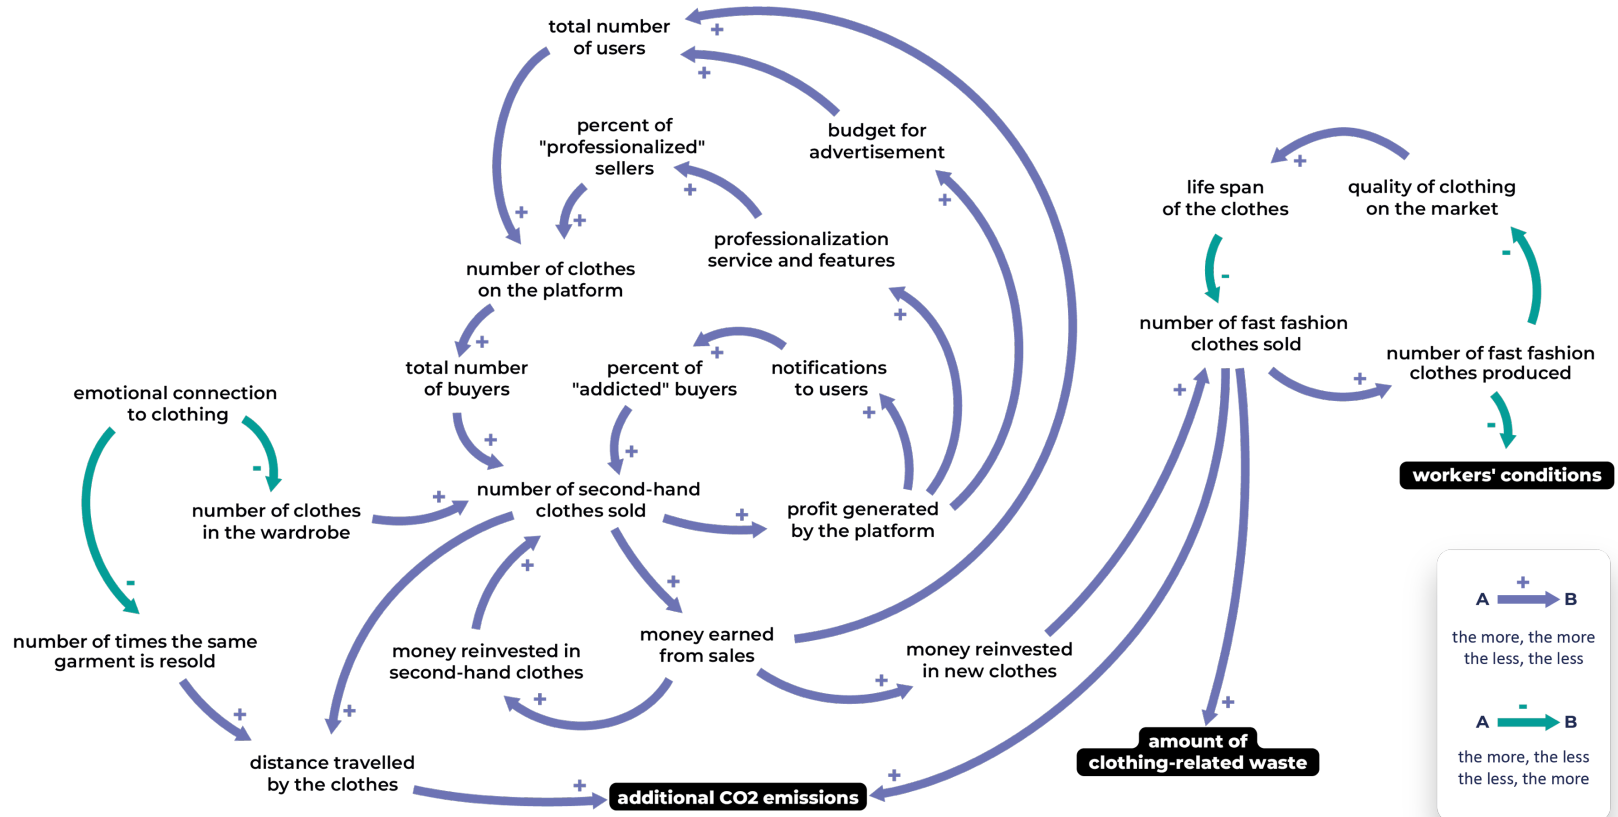 total number
of users
percent of
"professionalized"
sellers
budget for
advertisement
professionalization
service and features
number of clothes
on the platform
total number
of buyers
percent of
"addicted" buyers
notifications
to users
emotional connection
to clothing
number of clothes
in the wardrobe
number of second-hand
clothes sold
profit generated
by the platform
number of times the same
garment is resold
money reinvested in
second-hand clothes
money earned
from sales
money reinvested
in new clothes
distance travelled
by the clothes
additional CO2 emissions
life span
of the clothes
quality of clothing
on the market
number of fast fashion
clothes sold
number of fast fashion
clothes produced
workers' conditions
amount of
clothing-related waste
+
A B
the more, the more
the less, the less
-
A B
the more, the less
the less, the more